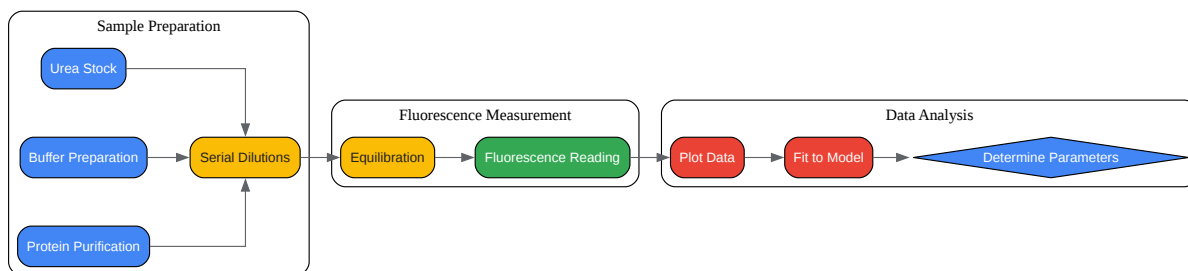 Sample Preparation
Urea Stock
Buffer Preparation
Serial Dilutions
Protein Purification
Fluorescence Measurement
Equilibration
Fluorescence Reading
Data Analysis
Plot Data
Fit to Model
Determine Parameters